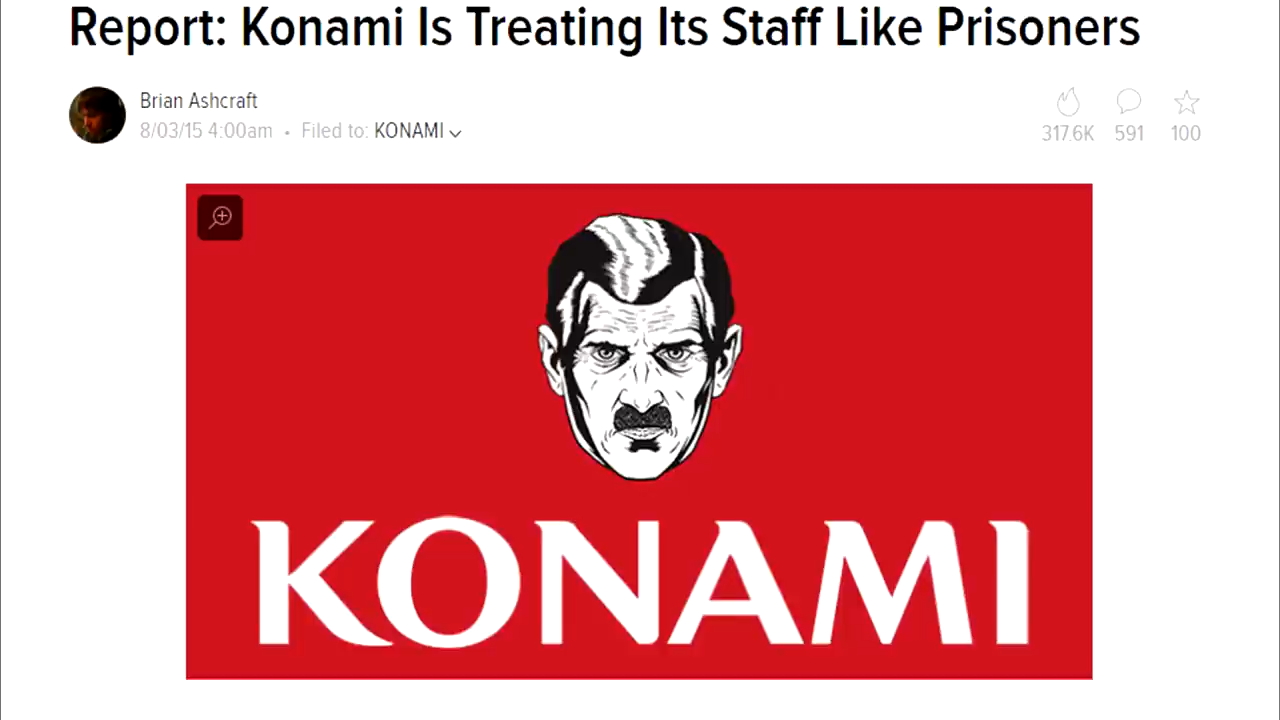 Report: Konami Is Treating Its Staff Like Prisoners
Brian Ashcraft
8/03/15 4:00am • Filed to: KONAMI
317.6K 591 100
KONAMI